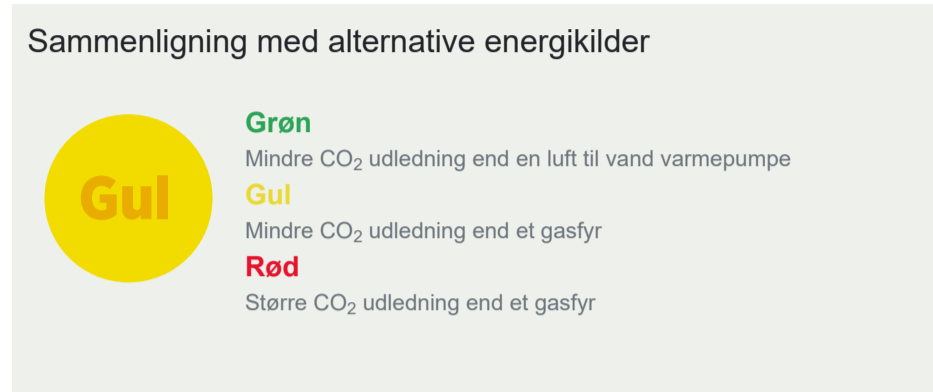 Sammenligning med alternative energikilder
Gul
Grøn
Mindre CO₂ udledning end en luft til vand varmepumpe
Gul
Mindre CO₂ udledning end et gasfyr
Rød
Større CO₂ udledning end et gasfyr